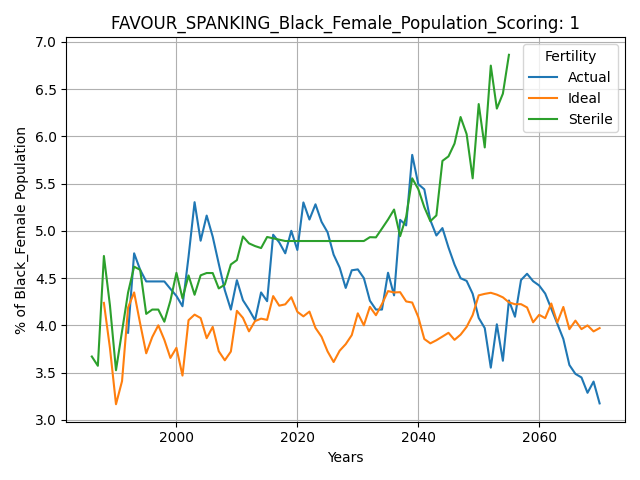 FAVOUR_SPANKING_Black_Female_Population_Scoring: 1
7.0
6.5
6.0
5.5
5.0
4.5
4.0
3.5
3.0
% of Black_Female Population
Fertility
Actual
Ideal
Sterile
2000 2020 2040 2060
Years